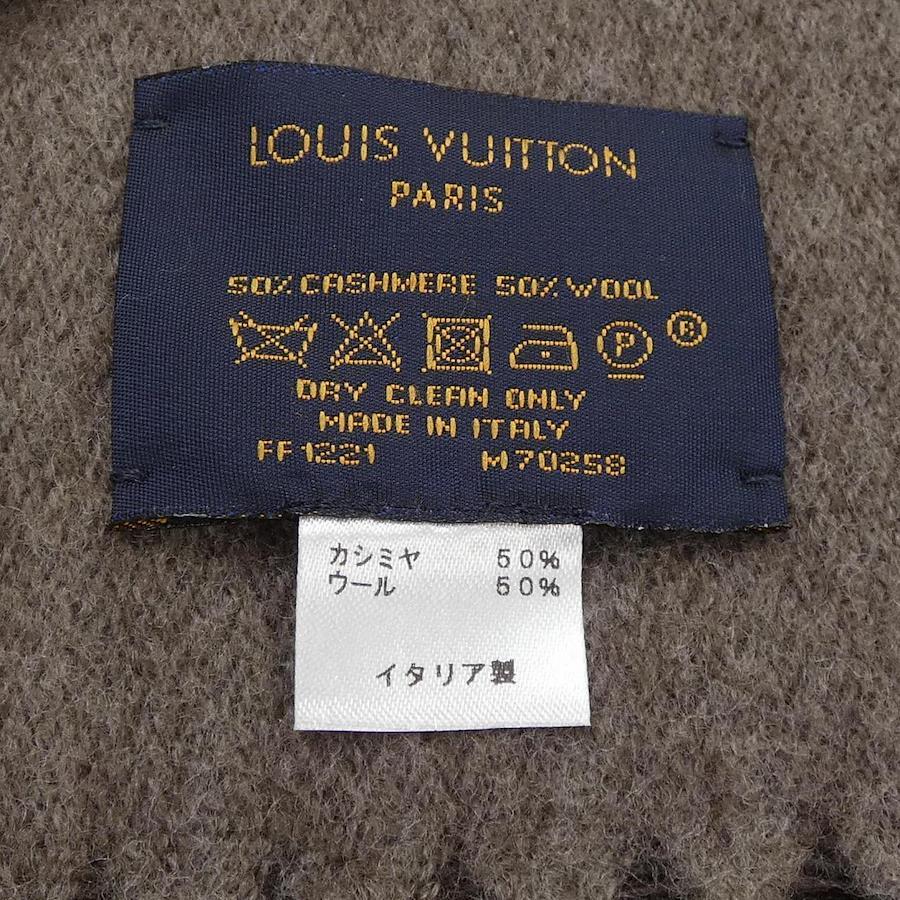 LOUIS VUITTON
PARIS
50% CASHMERE 50% WOOL
P ®
DRY CLEAN ONLY
MADE IN ITALY
FF1221 M70258
カシミヤ 50%
ウール 50%
イタリア製